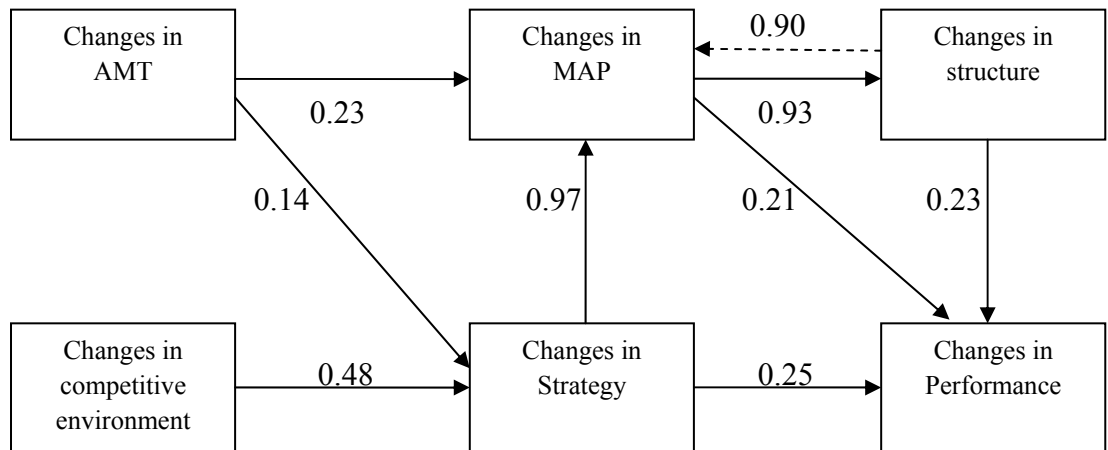 Changes in
AMT
Changes in
MAP
Changes in
structure
0.90
0.23
0.93
0.14
0.97
0.21
0.23
Changes in
competitive
environment
Changes in
Strategy
Changes in
Performance
0.48
0.25